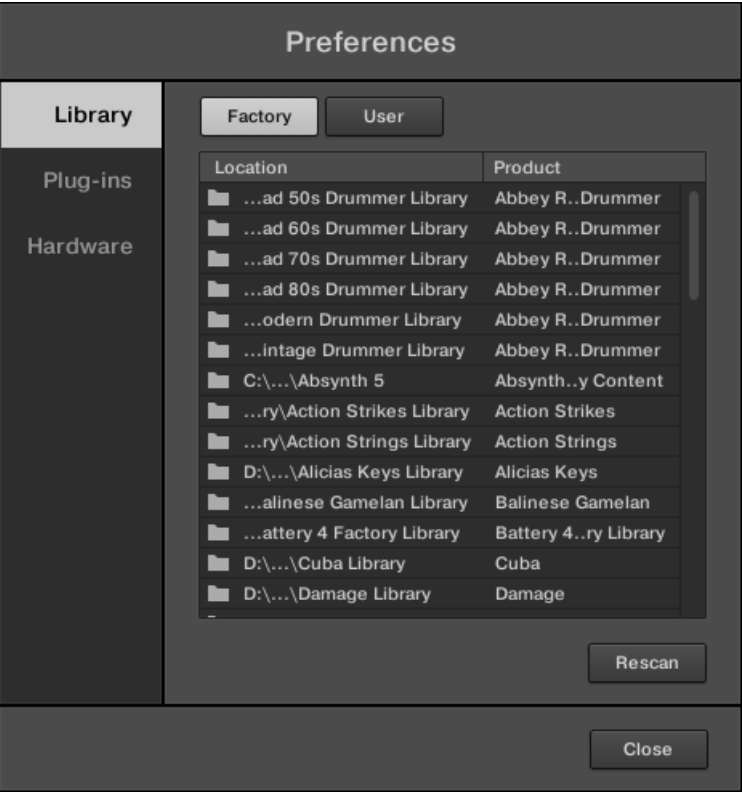 Preferences
Library
Plug-ins
Hardware
Factory User
Location Product
...ad 50s Drummer Library Abbey R..Drummer
...ad 60s Drummer Library Abbey R..Drummer
...ad 70s Drummer Library Abbey R..Drummer
...ad 80s Drummer Library Abbey R..Drummer
...odern Drummer Library Abbey R..Drummer
...intage Drummer Library Abbey R..Drummer
C:\...\Absynth 5 Absynth..y Content
...ry\Action Strikes Library Action Strikes
...ry\Action Strings Library Action Strings
D:\...\Alicias Keys Library Alicias Keys
...alinese Gamelan Library Balinese Gamelan
...attery 4 Factory Library Battery 4..ry Library
D:\...\Cuba Library Cuba
D:\...\Damage Library Damage
Rescan
Close